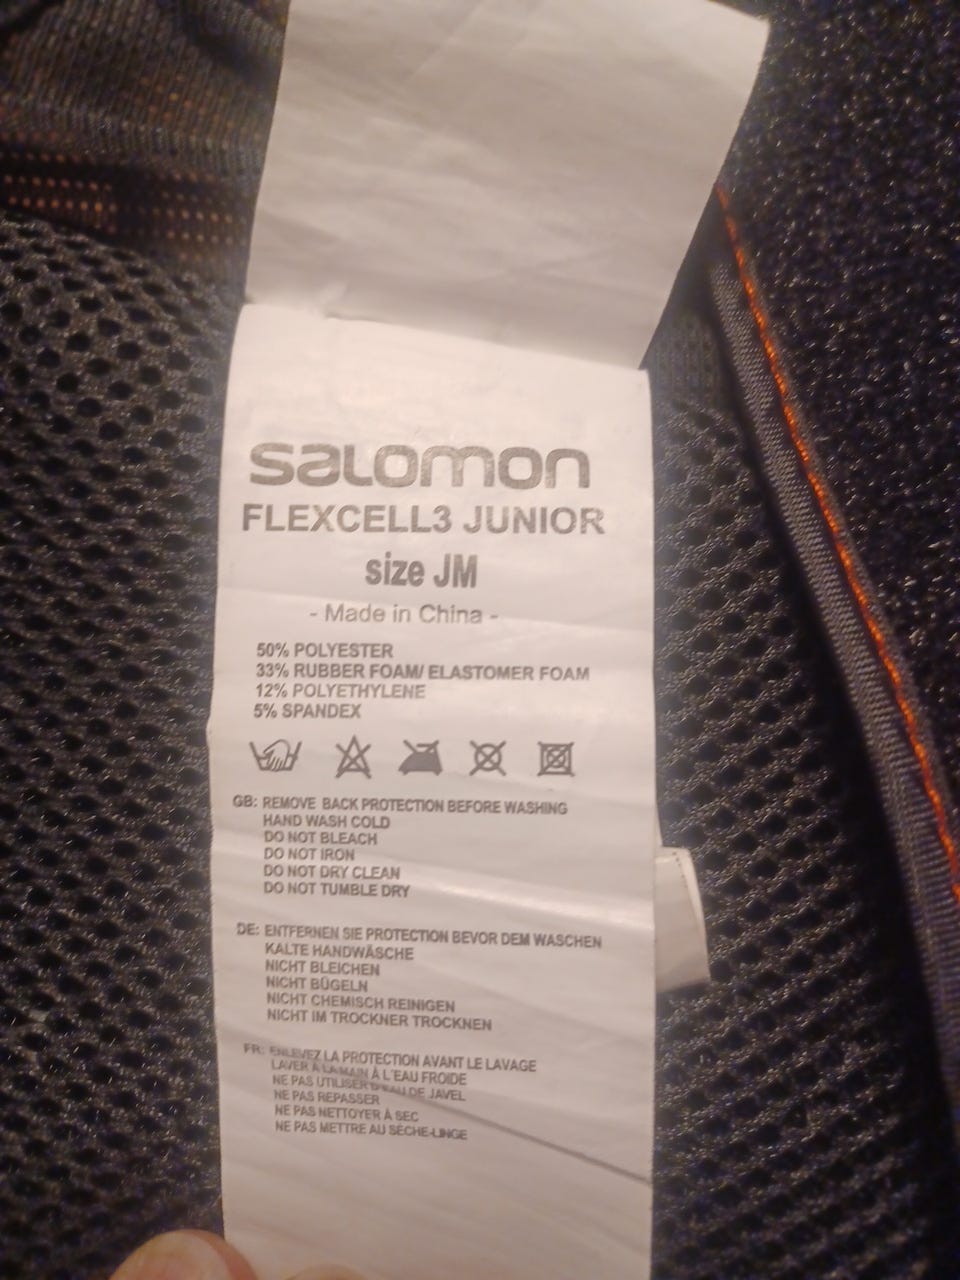 salomon
FLEXCELL3 JUNIOR
size JM
- Made in China -
50% POLYESTER
33% RUBBER FOAM/ ELASTOMER FOAM
12% POLYETHYLENE
5% SPANDEX
GB: REMOVE BACK PROTECTION BEFORE WASHING
HAND WASH COLD
DO NOT BLEACH
DO NOT IRON
DO NOT DRY CLEAN
DO NOT TUMBLE DRY
DE: ENTFERNEN SIE PROTECTION BEVOR DEM WASCHEN
KALTE HANDWÄSCHE
NICHT BLEICHEN
NICHT BÜGELN
NICHT CHEMISCH REINIGEN
NICHT IM TROCKNER TROCKNEN
FR: ENLEVEZ LA PROTECTION AVANT LE LAVAGE
LAVER À LA MAIN À L'EAU FROIDE
NE PAS UTILISER D'EAU DE JAVEL
NE PAS REPASSER
NE PAS NETTOYER À SEC
NE PAS METTRE AU SÈCHE-LINGE